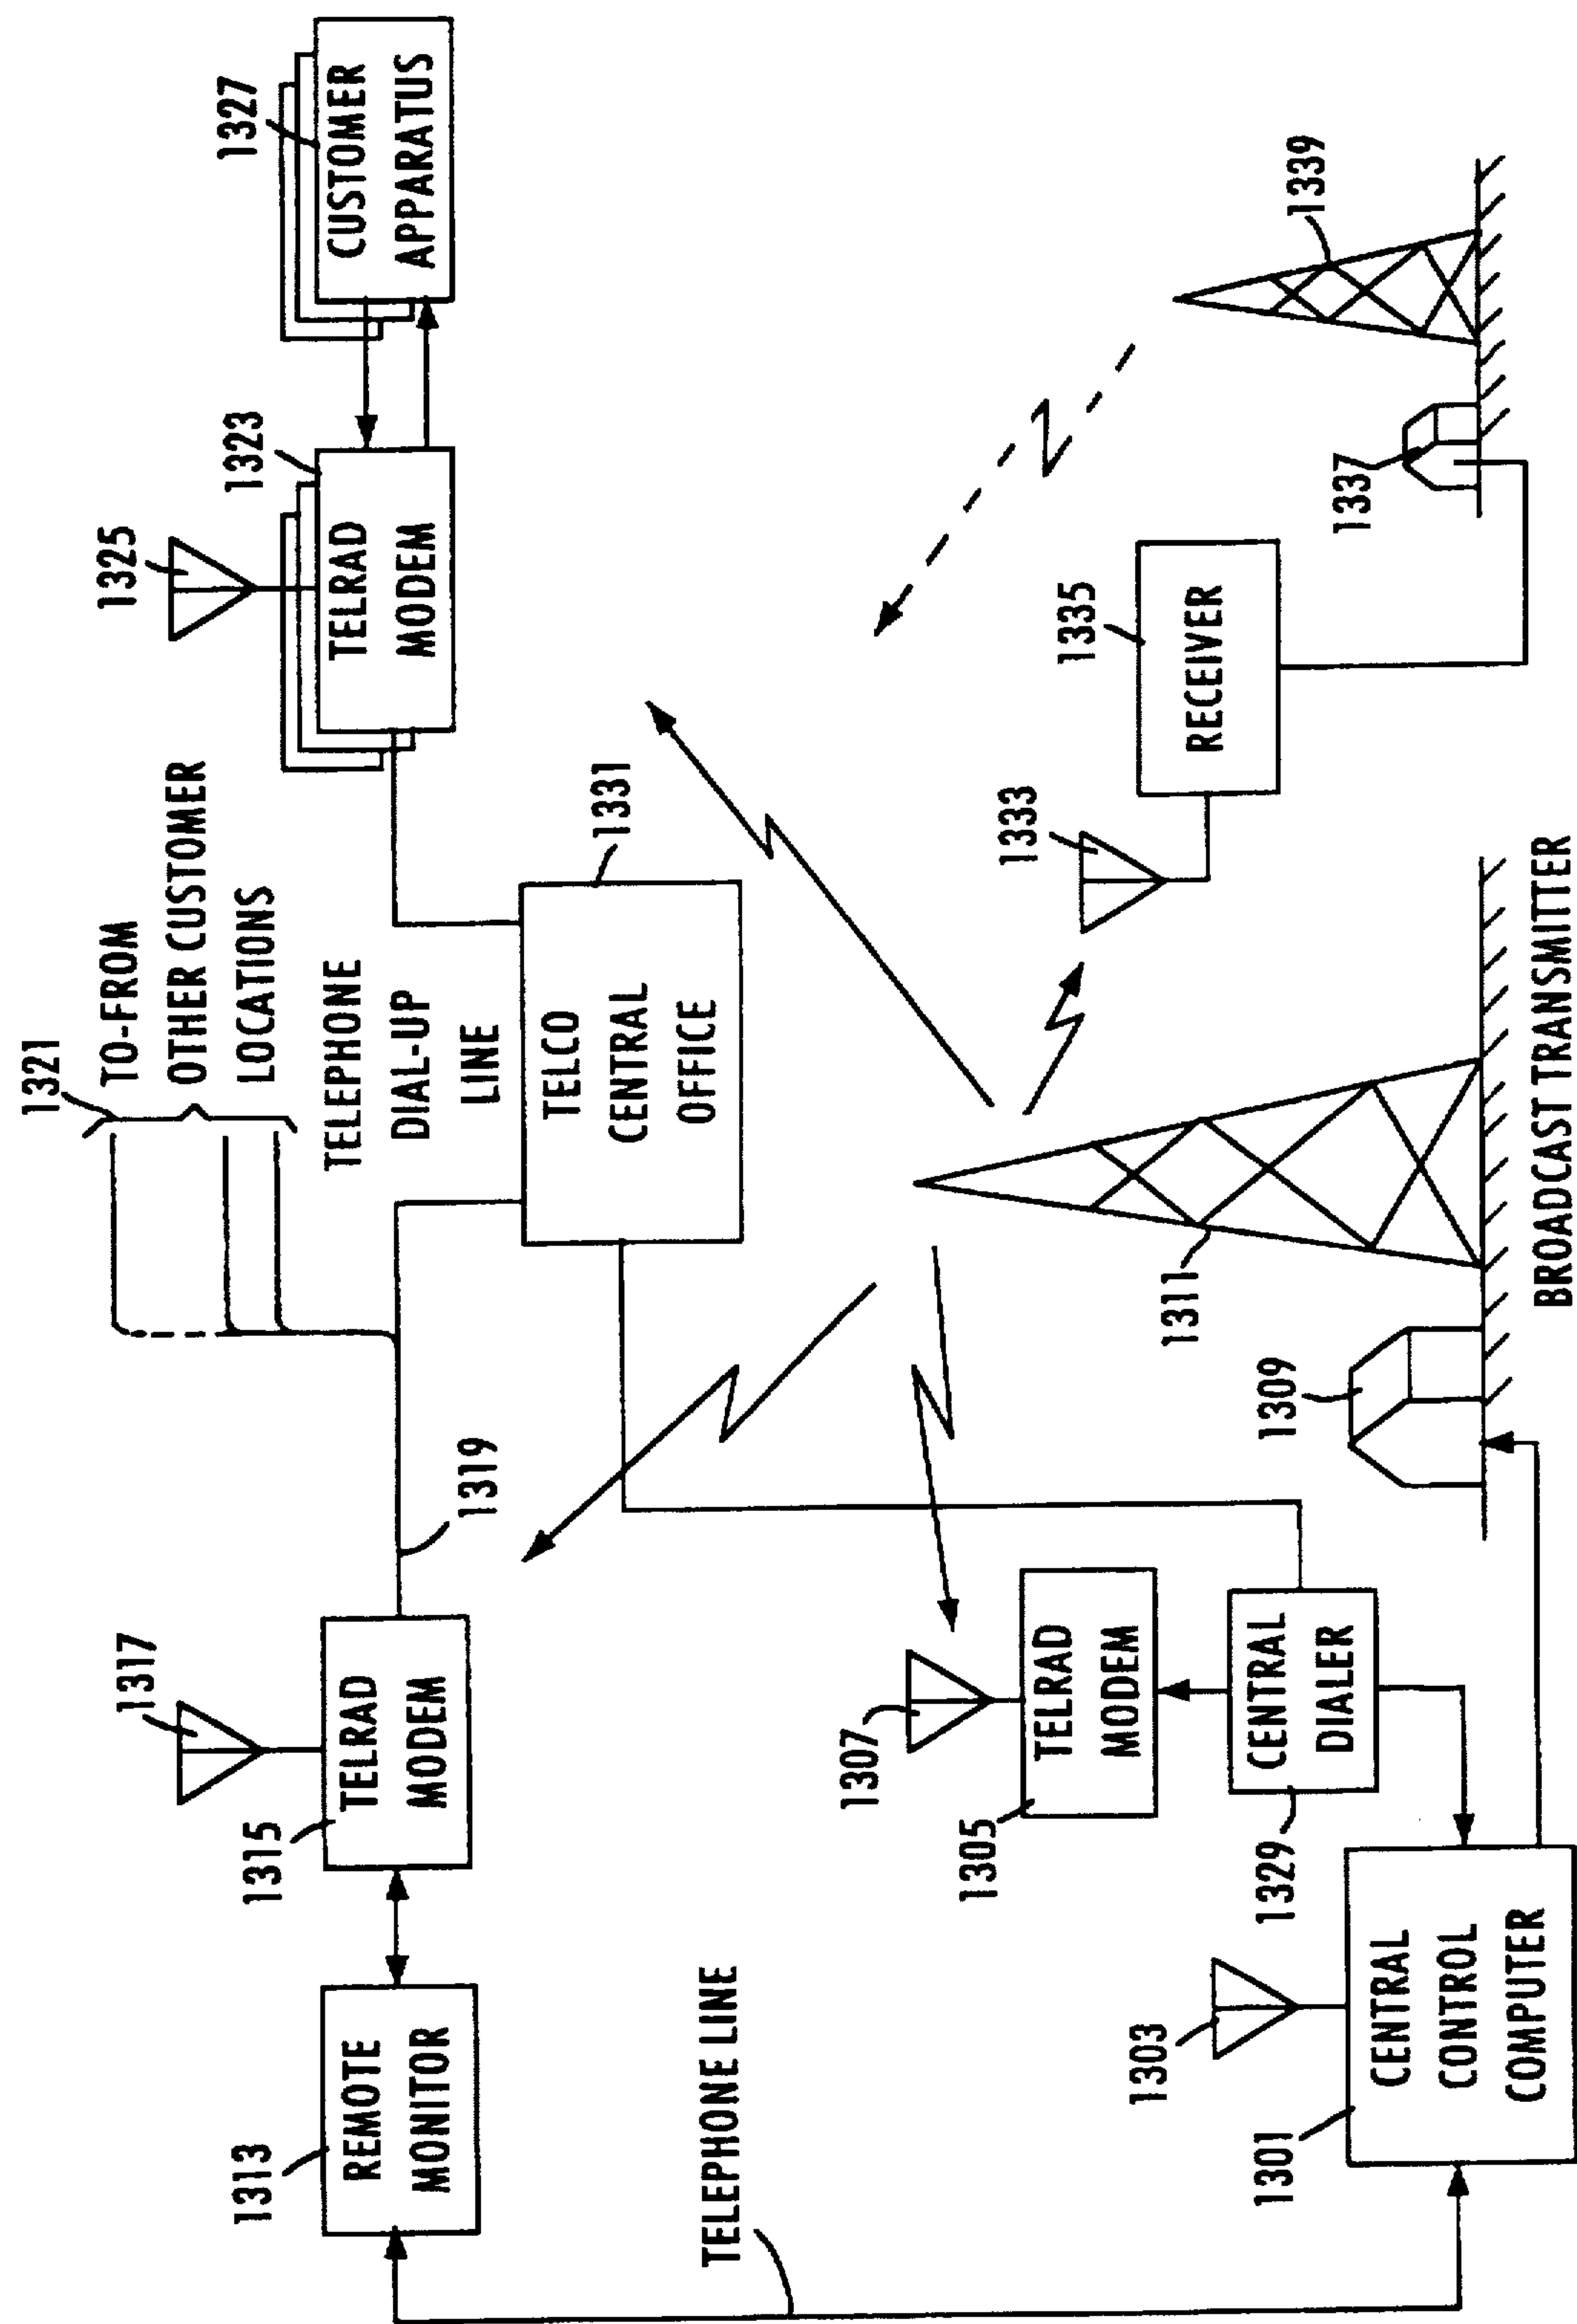 1327
CUSTOMER
APPARATUS
1323
1325
TELRAD
MODEM
1321
TO-FROM
OTHER CUSTOMER
LOCATIONS
TELEPHONE
DIAL-UP
LINE
1331
TELCO
CENTRAL
OFFICE
1319
1317
TELRAD
MODEM
1315
REMOTE
MONITOR
1313
TELEPHONE LINE
1339
1337
1335
RECEIVER
1333
1311
1309
BROADCAST TRANSMITTER
1307
TELRAD
MODEM
1305
CENTRAL
DIALER
1329
1303
CENTRAL
CONTROL
COMPUTER
1301